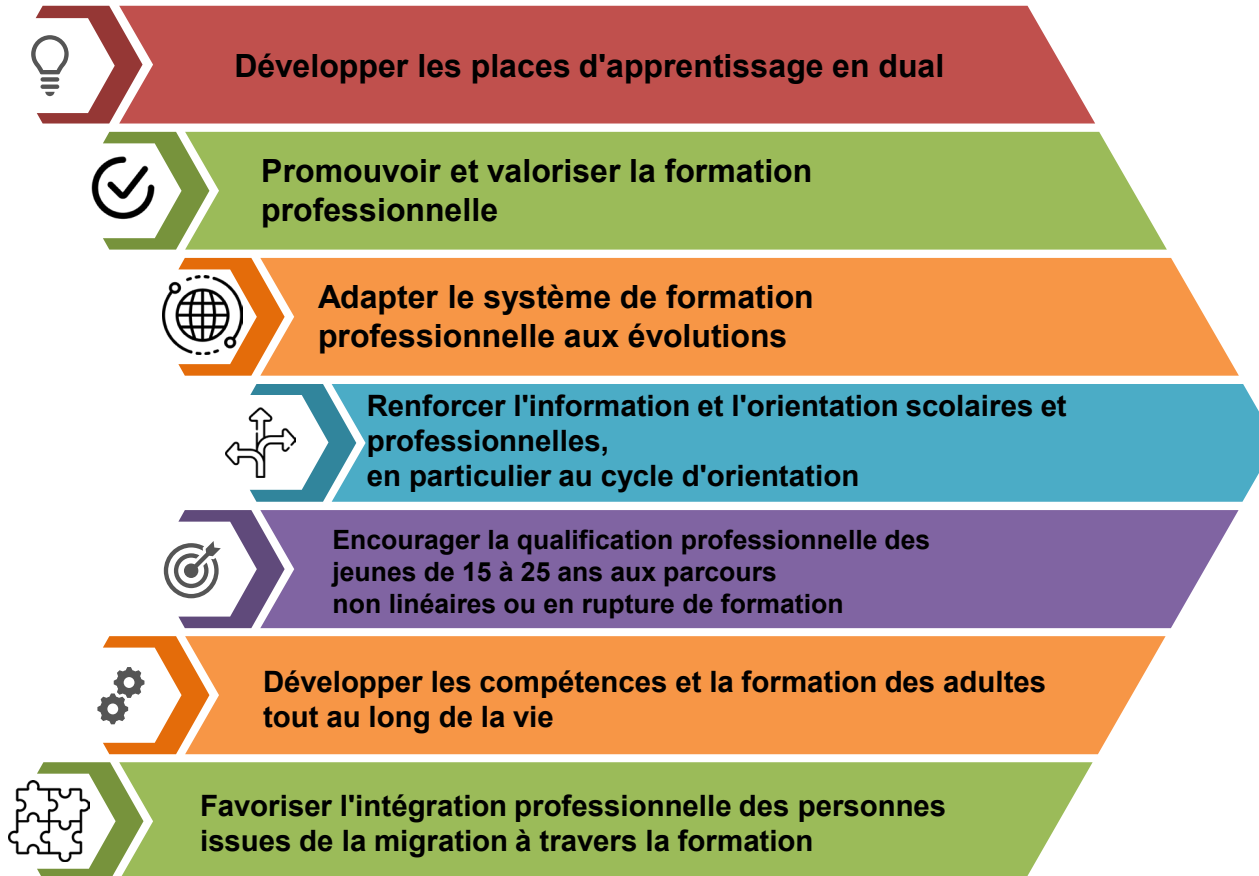 Développer les places d'apprentissage en dual
Promouvoir et valoriser la formation
professionnelle
Adapter le système de formation
professionnelle aux évolutions
Renforcer l'information et l'orientation scolaires et
professionnelles,
en particulier au cycle d'orientation
Encourager la qualification professionnelle des
jeunes de 15 à 25 ans aux parcours
non linéaires ou en rupture de formation
Développer les compétences et la formation des adultes
tout au long de la vie
Favoriser l'intégration professionnelle des personnes
issues de la migration à travers la formation